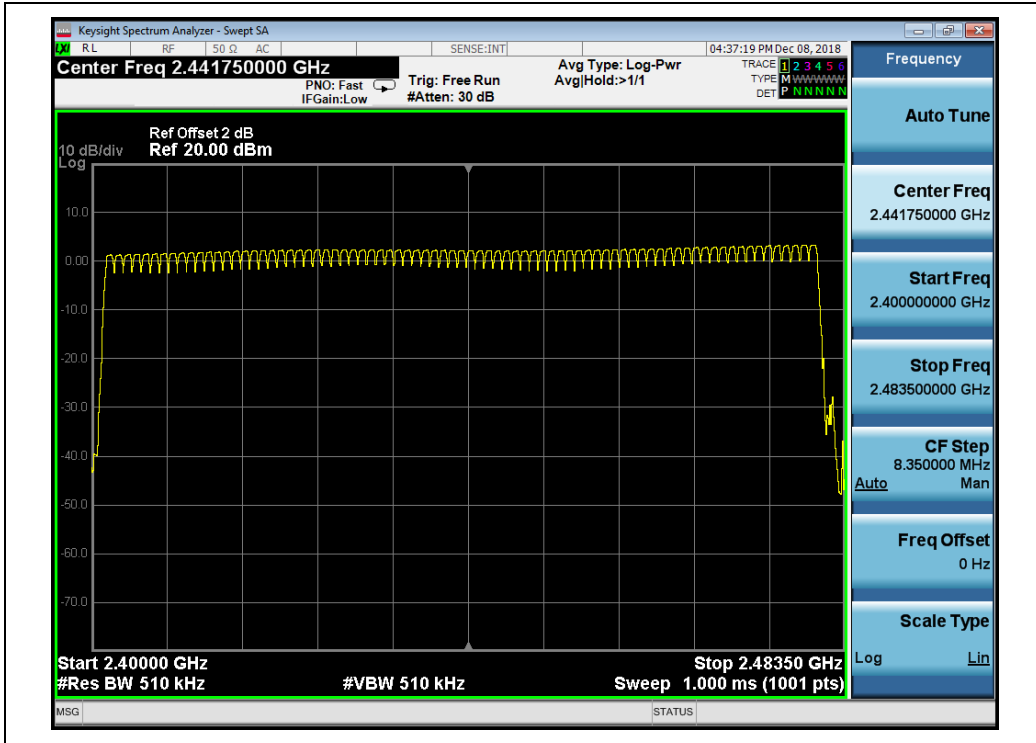 Keysight Spectrum Analyzer - Swept SA
LXI RL RF 50 Ω AC SENSE:INT 04:37:19 PM Dec 08, 2018
Center Freq 2.441750000 GHz
PNO: Fast
IFGain:Low
Trig: Free Run
#Atten: 30 dB
Avg Type: Log-Pwr
Avg|Hold:>1/1
TRACE 1 2 3 4 5 6
TYPE M WWWWW
DET P N N N N N
Ref Offset 2 dB
10 dB/div Ref 20.00 dBm
Log
10.0
0.00
-10.0
-20.0
-30.0
-40.0
-50.0
-60.0
-70.0
Start 2.40000 GHz Stop 2.48350 GHz
#Res BW 510 kHz #VBW 510 kHz Sweep 1.000 ms (1001 pts)
MSG STATUS
Frequency
Auto Tune
Center Freq
2.441750000 GHz
Start Freq
2.400000000 GHz
Stop Freq
2.483500000 GHz
CF Step
8.350000 MHz
Auto Man
Freq Offset
0 Hz
Scale Type
Log Lin